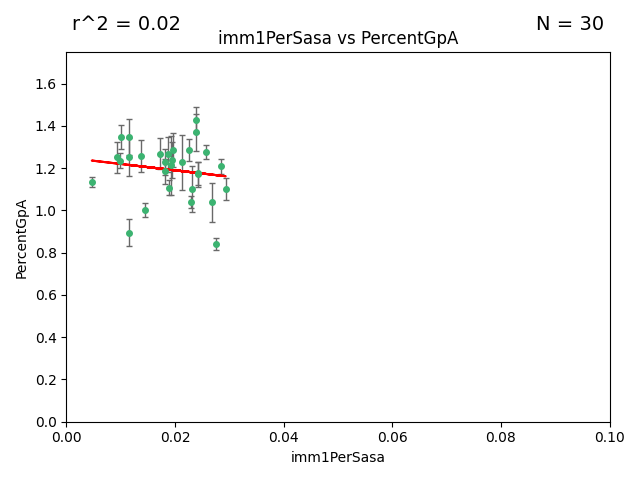 r^2 = 0.02
N = 30
imm1PerSasa vs PercentGpA
1.6
1.4
1.2
1.0
0.8
0.6
0.4
0.2
0.0
PercentGpA
0.00 0.02 0.04 0.06 0.08 0.10
imm1PerSasa